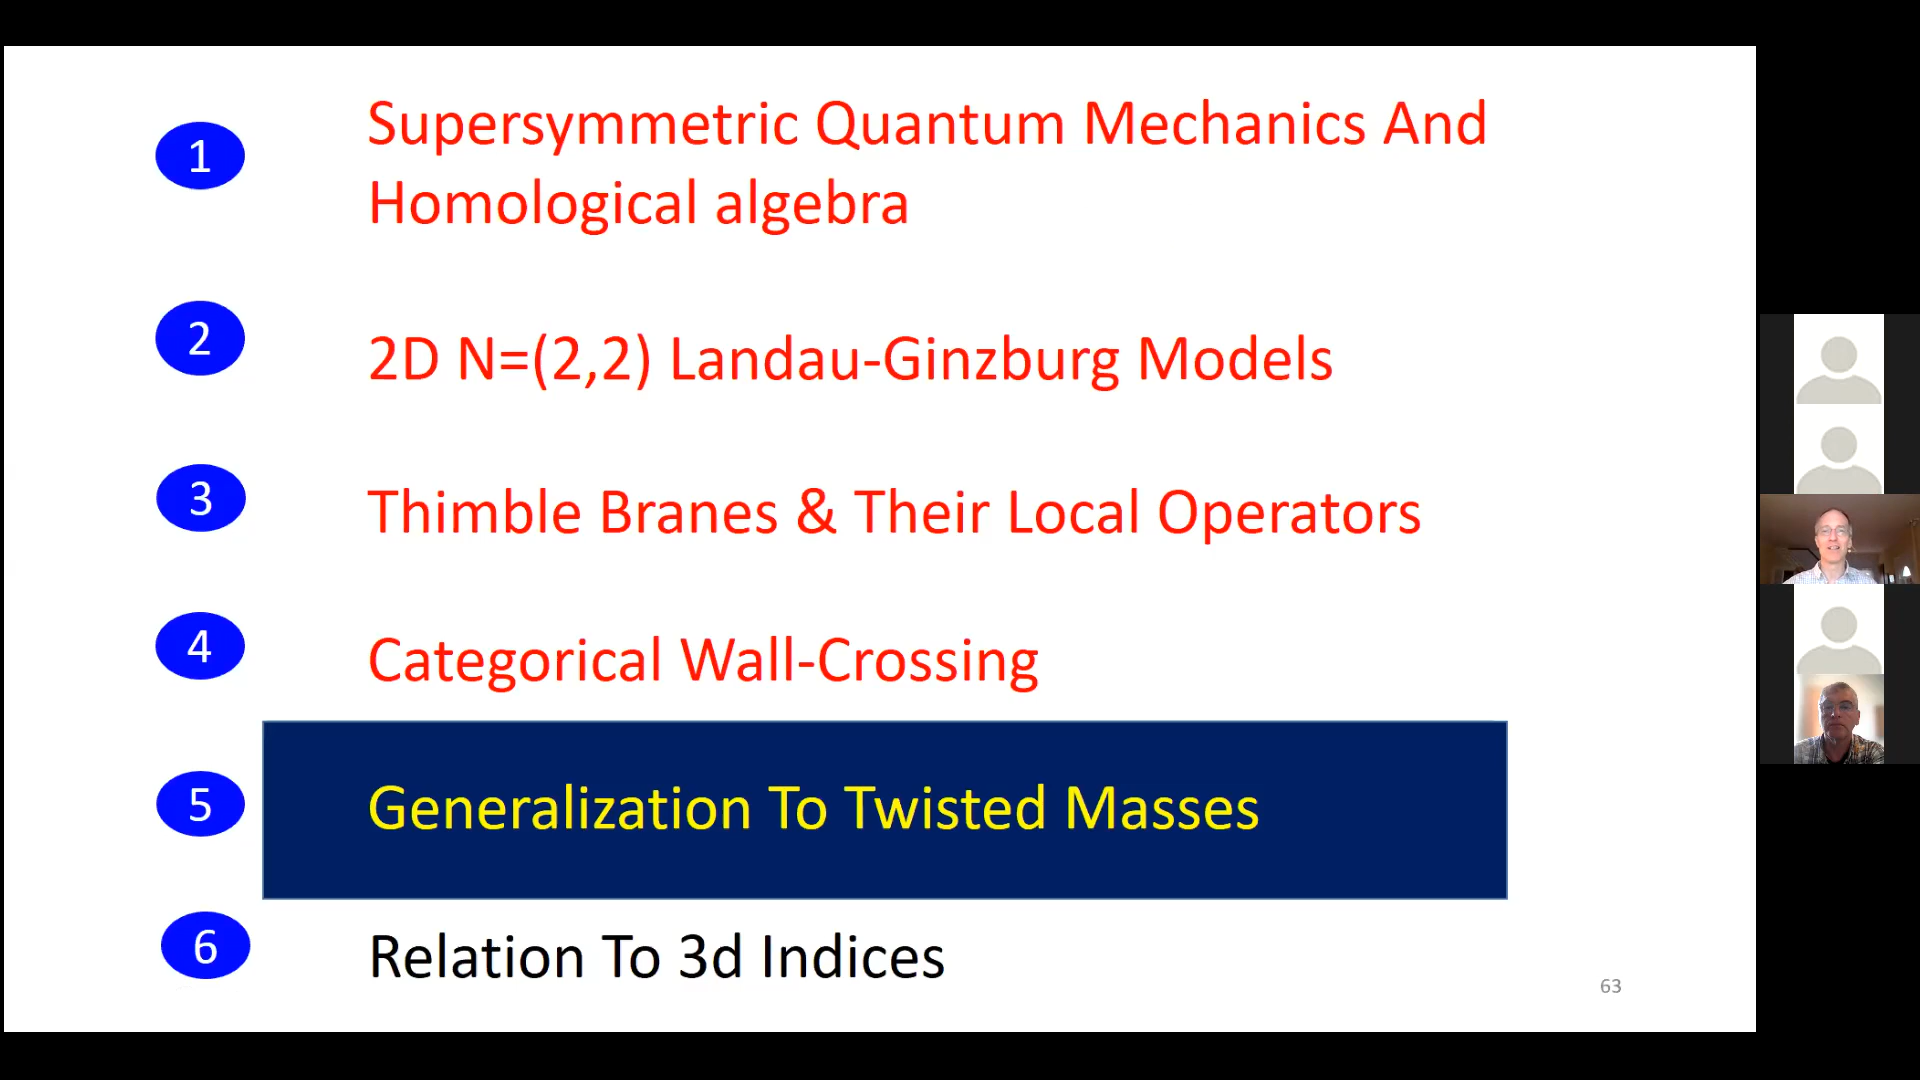 1 Supersymmetric Quantum Mechanics And
Homological algebra
2 2D N=(2,2) Landau-Ginzburg Models
3 Thimble Branes & Their Local Operators
4 Categorical Wall-Crossing
5 Generalization To Twisted Masses
6 Relation To 3d Indices
63